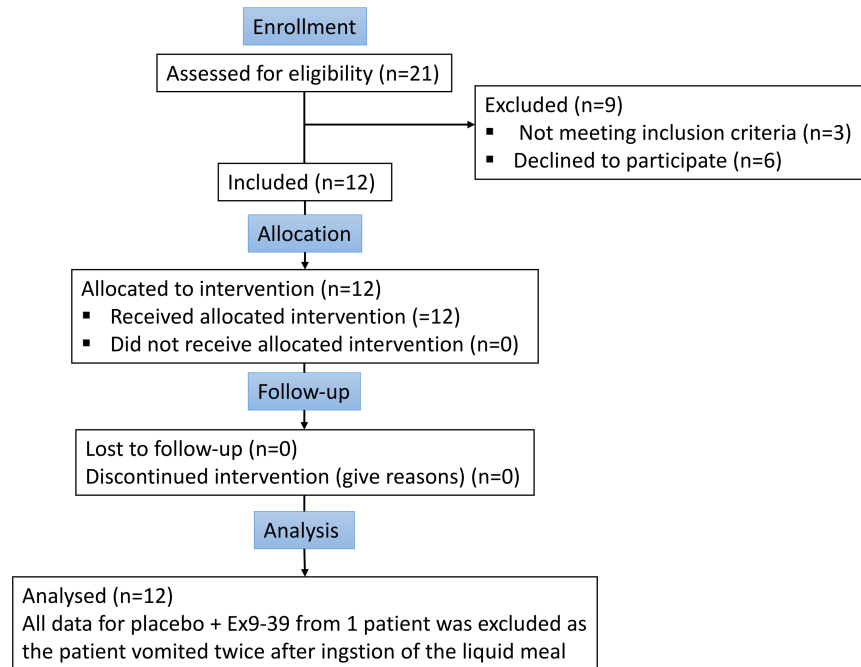 Enrollment
Assessed for eligibility (n=21)
Excluded (n=9)
▪ Not meeting inclusion criteria (n=3)
▪ Declined to participate (n=6)
Included (n=12)
Allocation
Allocated to intervention (n=12)
▪ Received allocated intervention (=12)
▪ Did not receive allocated intervention (n=0)
Follow-up
Lost to follow-up (n=0)
Discontinued intervention (give reasons) (n=0)
Analysis
Analysed (n=12)
All data for placebo + Ex9-39 from 1 patient was excluded as
the patient vomited twice after ingstion of the liquid meal